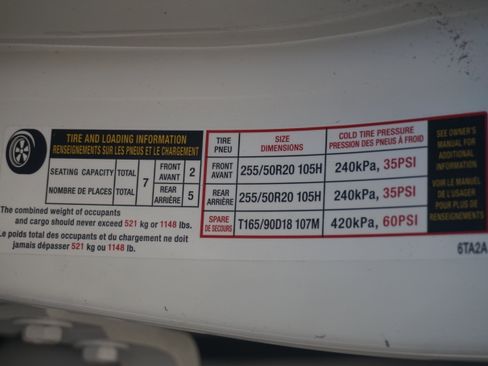 TIRE AND LOADING INFORMATION
RENSEIGNEMENTS SUR LES PNEUS ET LE CHARGEMENT
SEATING CAPACITY TOTAL 7 FRONT AVANT 2
NOMBRE DE PLACES TOTAL REAR ARRIÈRE 5
The combined weight of occupants
and cargo should never exceed 521 kg or 1148 lbs.
Le poids total des occupants et du chargement ne doit
jamais dépasser 521 kg ou 1148 lb.
TIRE PNEU SIZE DIMENSIONS COLD TIRE PRESSURE PRESSION DES PNEUS À FROID
FRONT AVANT 255/50R20 105H 240kPa, 35PSI
REAR ARRIÈRE 255/50R20 105H 240kPa, 35PSI
SPARE DE SECOURS T165/90D18 107M 420kPa, 60PSI
SEE OWNER'S
MANUAL FOR
ADDITIONAL
INFORMATION
VOIR LE MANUEL
DE L'USAGER
POUR PLUS DE
RENSEIGNEMENTS
6TA2A